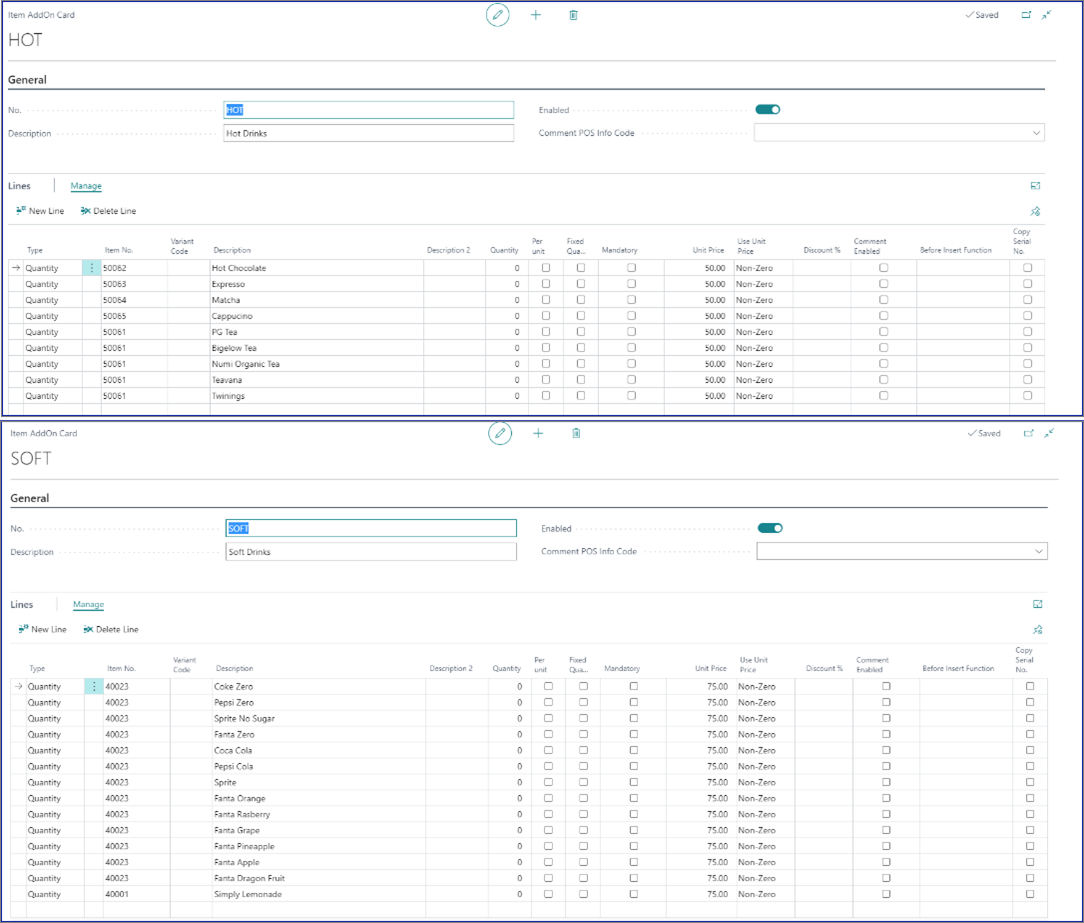 Item AddOn Card
Saved
HOT
General
No. HOT Enabled
Description Hot Drinks Comment POS Info Code
Lines Manage
New Line Delete Line
Type Item No. Variant Code Description Description 2 Quantity Per unit Fixed Qua... Mandatory Unit Price Use Unit Price Discount % Comment Enabled Before Insert Function Copy Serial No.
Quantity 50062 Hot Chocolate 0 50.00 Non-Zero
Quantity 50063 Expresso 0 50.00 Non-Zero
Quantity 50064 Matcha 0 50.00 Non-Zero
Quantity 50065 Cappucino 0 50.00 Non-Zero
Quantity 50061 PG Tea 0 50.00 Non-Zero
Quantity 50061 Bigelow Tea 0 50.00 Non-Zero
Quantity 50061 Numi Organic Tea 0 50.00 Non-Zero
Quantity 50061 Teavana 0 50.00 Non-Zero
Quantity 50061 Twinings 0 50.00 Non-Zero
Item AddOn Card
Saved
SOFT
General
No. SOFT Enabled
Description Soft Drinks Comment POS Info Code
Lines Manage
New Line Delete Line
Type Item No. Variant Code Description Description 2 Quantity Per unit Fixed Qua... Mandatory Unit Price Use Unit Price Discount % Comment Enabled Before Insert Function Copy Serial No.
Quantity 40023 Coke Zero 0 75.00 Non-Zero
Quantity 40023 Pepsi Zero 0 75.00 Non-Zero
Quantity 40023 Sprite No Sugar 0 75.00 Non-Zero
Quantity 40023 Fanta Zero 0 75.00 Non-Zero
Quantity 40023 Coca Cola 0 75.00 Non-Zero
Quantity 40023 Pepsi Cola 0 75.00 Non-Zero
Quantity 40023 Sprite 0 75.00 Non-Zero
Quantity 40023 Fanta Orange 0 75.00 Non-Zero
Quantity 40023 Fanta Rasberry 0 75.00 Non-Zero
Quantity 40023 Fanta Grape 0 75.00 Non-Zero
Quantity 40023 Fanta Pineapple 0 75.00 Non-Zero
Quantity 40023 Fanta Apple 0 75.00 Non-Zero
Quantity 40023 Fanta Dragon Fruit 0 75.00 Non-Zero
Quantity 40001 Simply Lemonade 0 75.00 Non-Zero